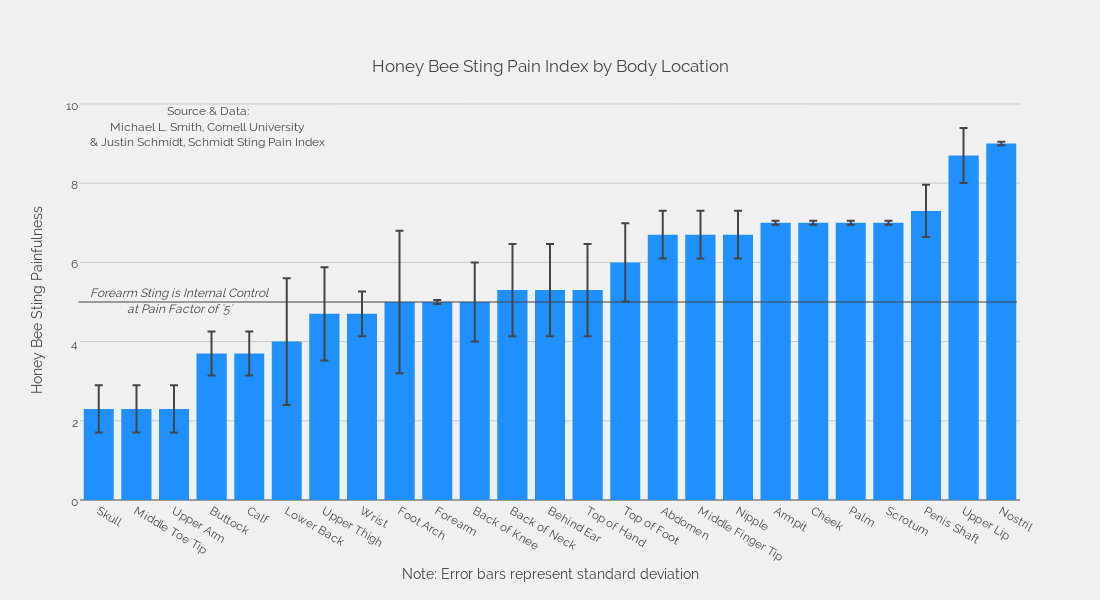 Honey Bee Sting Pain Index by Body Location
Source & Data:
Michael L. Smith, Cornell University
& Justin Schmidt, Schmidt Sting Pain Index
Honey Bee Sting Painfulness
10
8
6
4
2
0
Forearm Sting is Internal Control
at Pain Factor of '5'
Skull
Middle Toe Tip
Upper Arm
Buttock
Calf
Lower Back
Upper Thigh
Wrist
Foot Arch
Forearm
Back of Knee
Back of Neck
Behind Ear
Top of Hand
Top of Foot
Abdomen
Middle Finger Tip
Nipple
Armpit
Cheek
Palm
Scrotum
Penis Shaft
Upper Lip
Nostril
Note: Error bars represent standard deviation